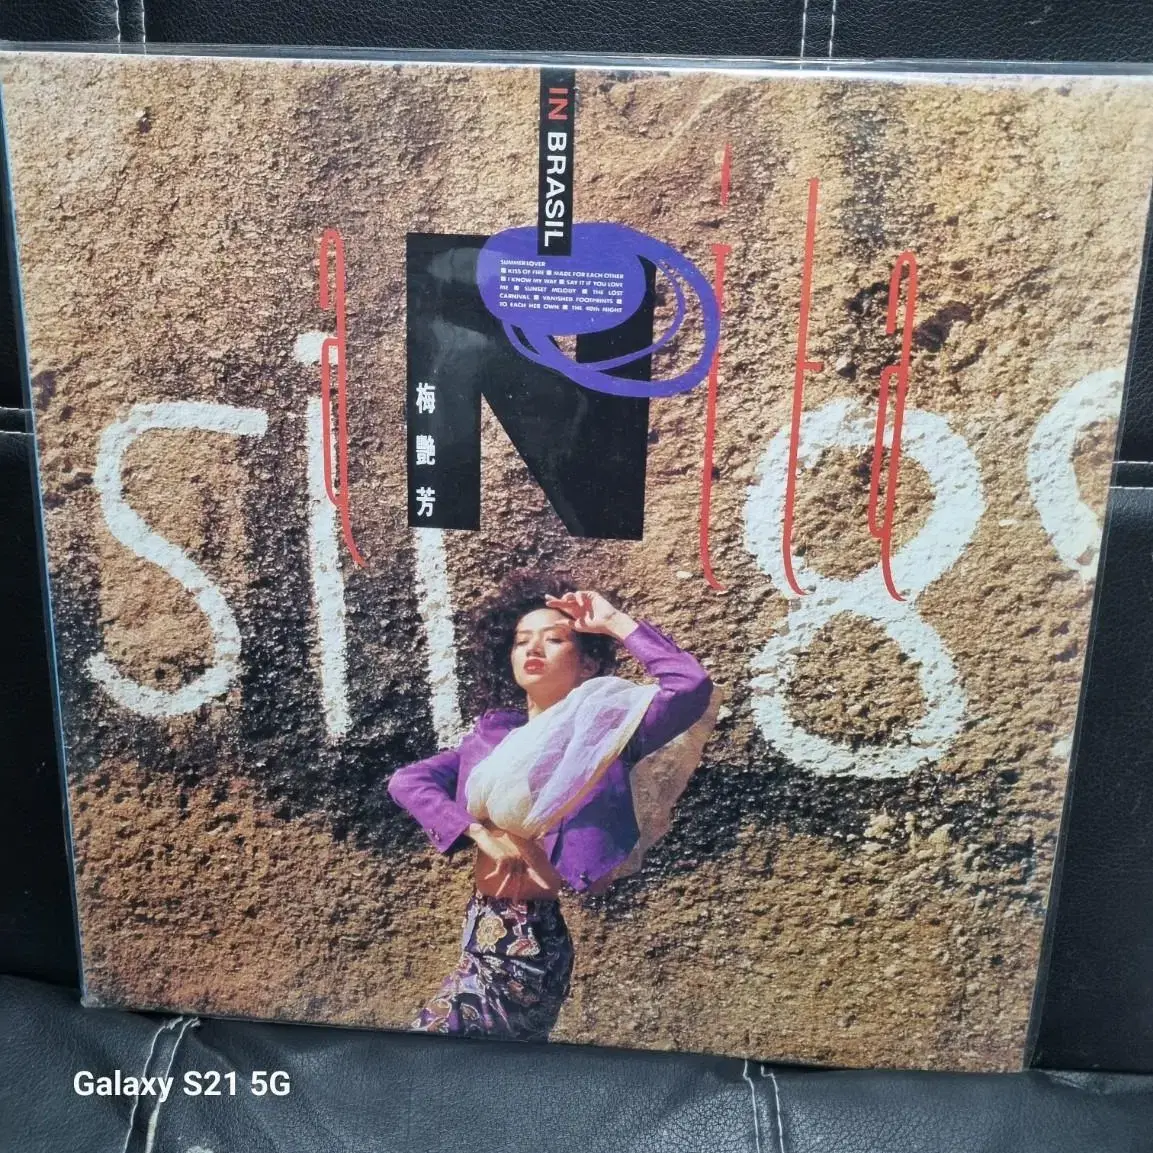 IN BRASIL
SUMMER LOVER
■ KISS OF FIRE ■ MADE FOR EACH OTHER
■ I KNOW MY WAY ■ SAY IT IF YOU LOVE
ME ■ SUNSET MELODY ■ THE LOST
CARNIVAL ■ VANISHED FOOTPRINTS ■
TO EACH HER OWN ■ THE 40th NIGHT
aNita
梅艷芳
Sil 8
Galaxy S21 5G